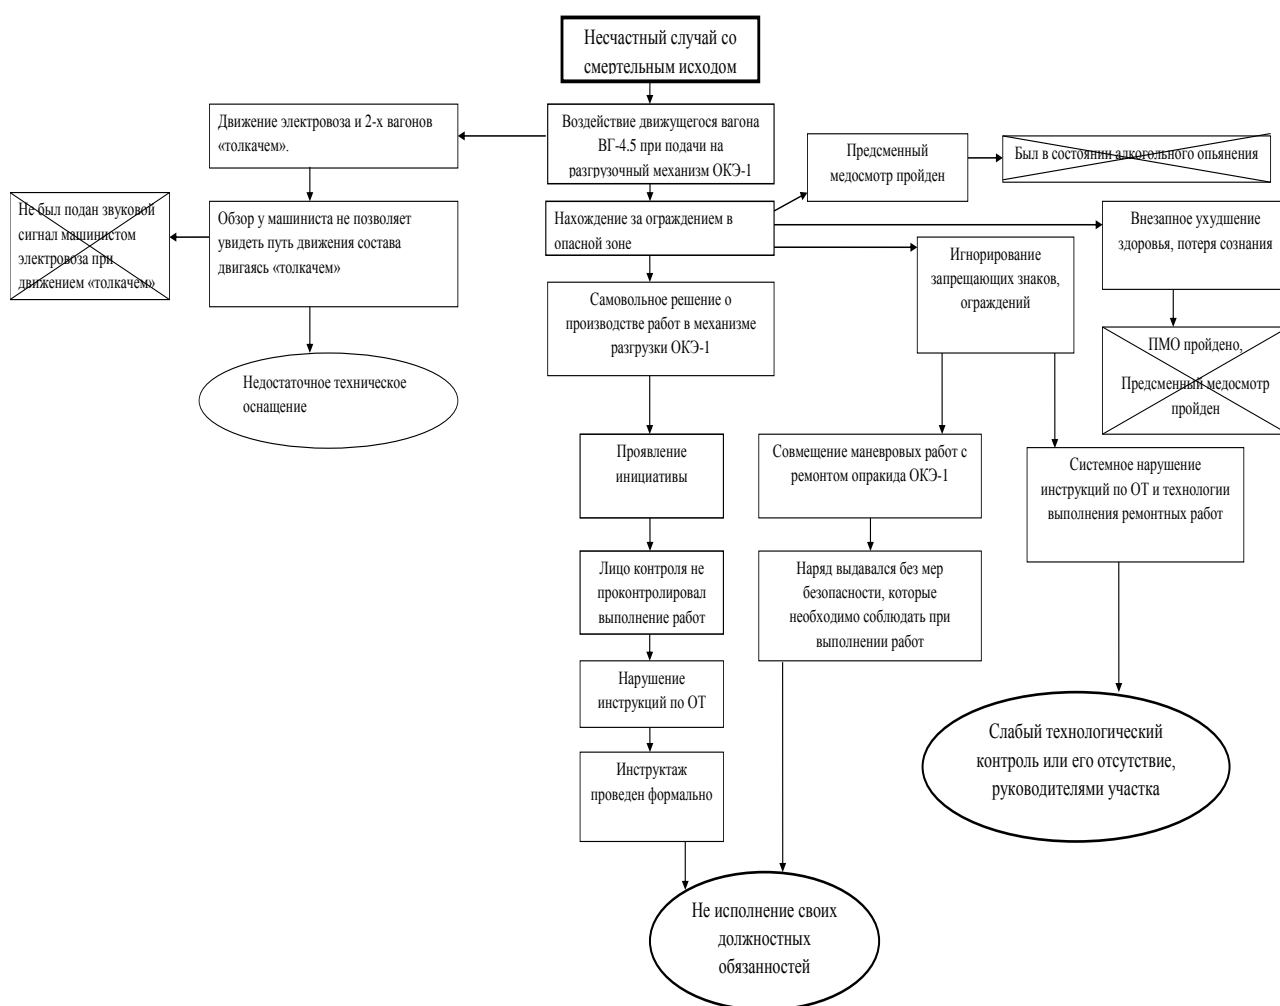 Несчастный случай со
смертельным исходом
Движение электровоза и 2-х вагонов
«толкачем».
Воздействие движущегося вагона
ВГ-4.5 при подачи на
разгрузочный механизм ОКЭ-1
Предсменный
медосмотр пройден
Был в состоянии алкогольного опьянения
Не был подан звуковой
сигнал машинистом
электровоза при
движением «толкачем»
Обзор у машиниста не позволяет
увидеть путь движения состава
двигаясь «толкачем»
Нахождение за ограждением в
опасной зоне
Внезапное ухудшение
здоровья, потеря сознания
Игнорирование
запрещающих знаков,
ограждений
Самовольное решение о
производстве работ в механизме
разгрузки ОКЭ-1
ПМО пройдено,
Предсменный медосмотр
пройден
Недостаточное техническое
оснащение
Проявление
инициативы
Совмещение маневровых работ с
ремонтом опракида ОКЭ-1
Системное нарушение
инструкций по ОТ и технологии
выполнения ремонтных работ
Лицо контроля не
проконтролировал
выполнение работ
Наряд выдавался без мер
безопасности, которые
необходимо соблюдать при
выполнении работ
Нарушение
инструкций по ОТ
Слабый технологический
контроль или его отсутствие,
руководителями участка
Инструктаж
проведен формально
Не исполнение своих
должностных
обязанностей